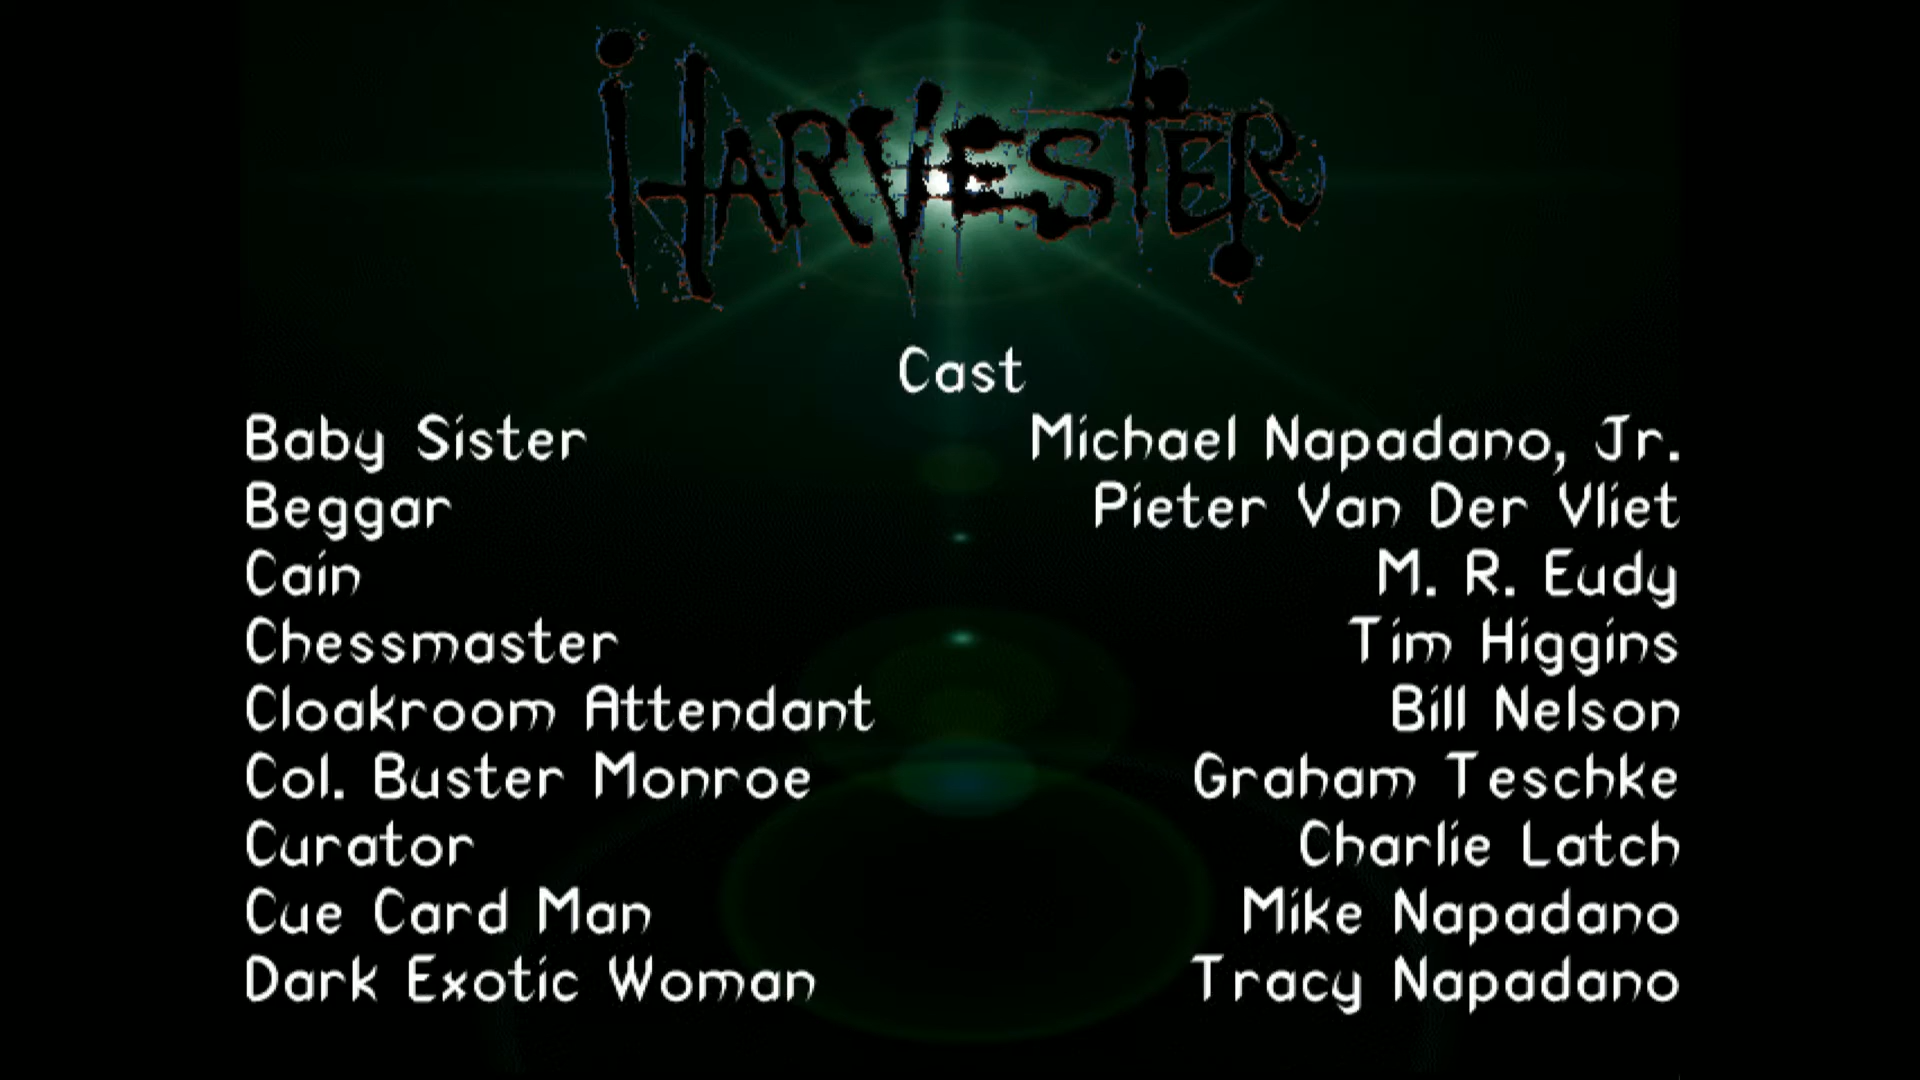 HARVESTER
Cast
Baby Sister Michael Napadano, Jr.
Beggar Pieter Van Der Vliet
Cain M. R. Eudy
Chessmaster Tim Higgins
Cloakroom Attendant Bill Nelson
Col. Buster Monroe Graham Teschke
Curator Charlie Latch
Cue Card Man Mike Napadano
Dark Exotic Woman Tracy Napadano